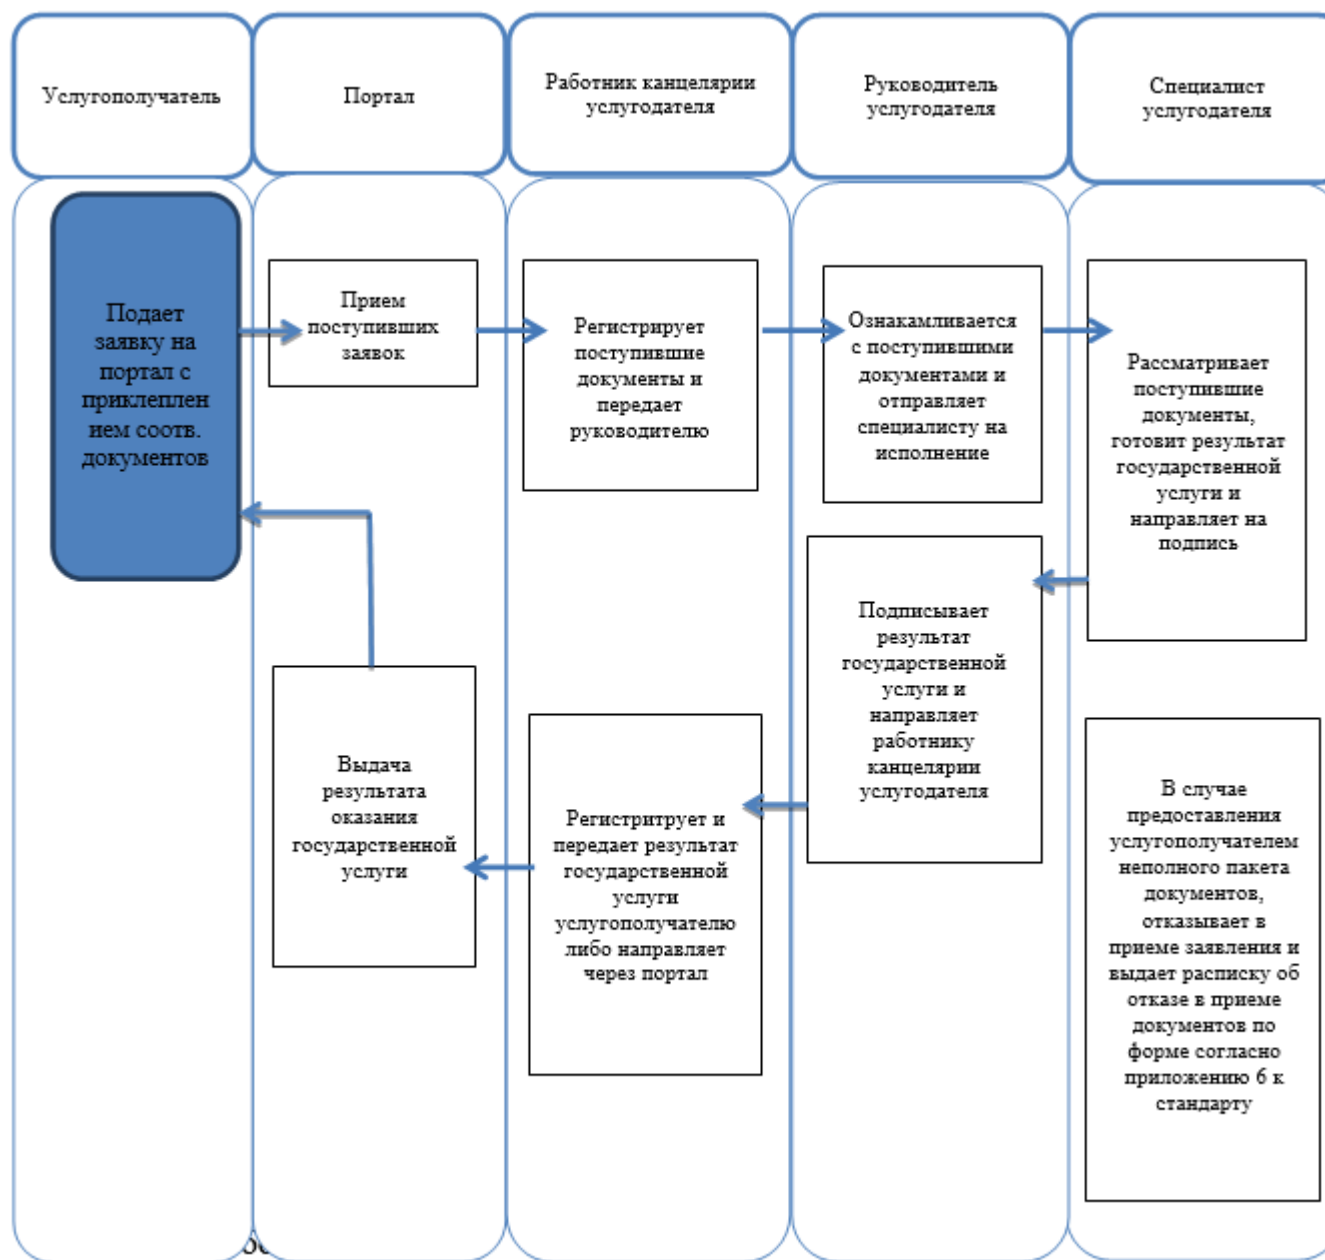 Услугополучатель
Портал
Работник канцелярии
услугодателя
Руководитель
услугодателя
Специалист
услугодателя
Подает
заявку на
портал с
приклеплен
ием соотв.
документов
Прием
поступивших
заявок
Регистрирует
поступившие
документы и
передает
руководителю
Ознакамливается
с поступившими
документами и
отправляет
специалисту на
исполнение
Рассматривает
поступившие
документы,
готовит результат
государственной
услуги и
направляет на
подпись
Подписывает
результат
государственной
услуги и
направляет
работнику
канцелярии
услугодателя
Регистритрует и
передает результат
государственной
услуги
услугополучателю
либо направляет
через портал
Выдача
результата
оказания
государственной
услуги
В случае
предоставления
услугополучателем
неполного пакета
документов,
отказывает в
приеме заявления и
выдает расписку об
отказе в приеме
документов по
форме согласно
приложению 6 к
стандарту